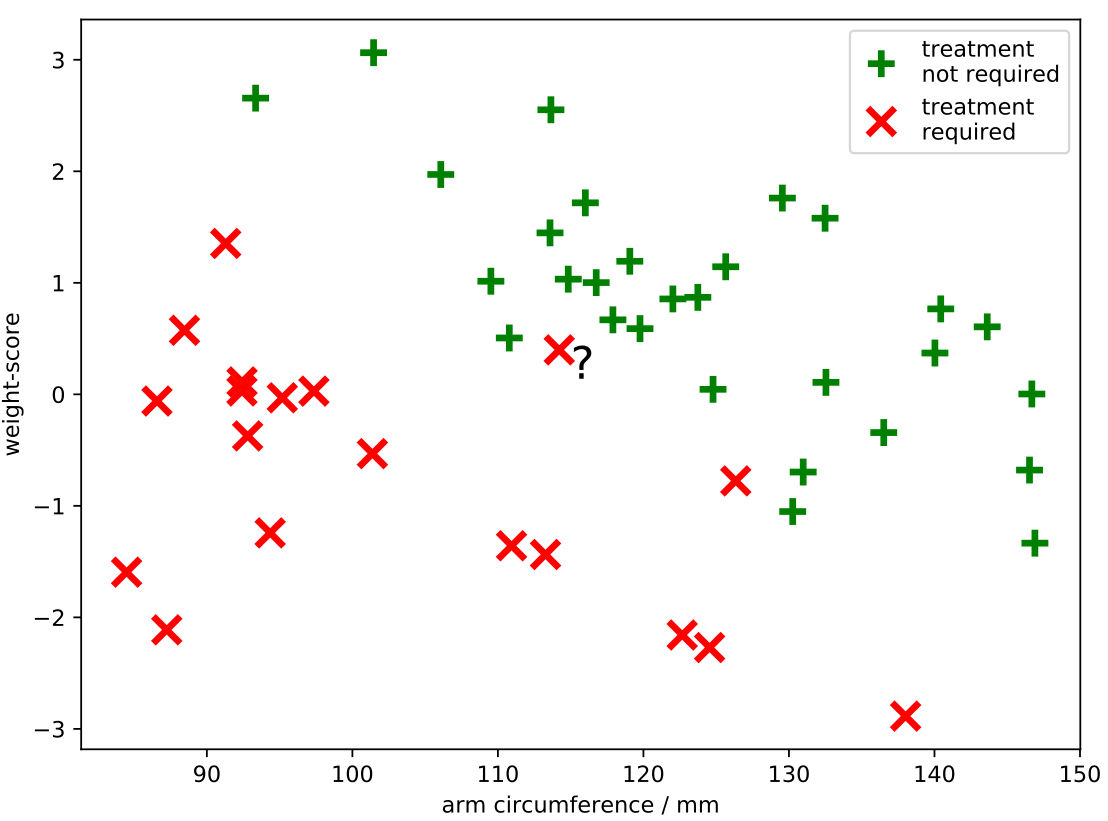 treatment
not required
treatment
required
3
2
1
0
−1
−2
−3
weight-score
?
90
100
110
120
130
140
150
arm circumference / mm